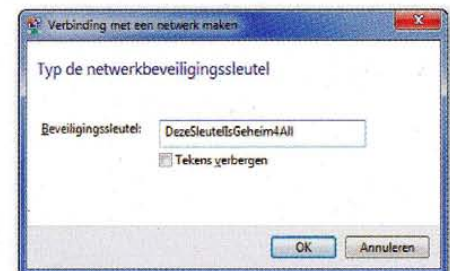 Verbinding met een netwerk maken
Typ de netwerkbeveiligingssleutel
Beveiligingssleutel: DezeSleutelIsGeheim4All
Tekens verbergen
OK Annuleren